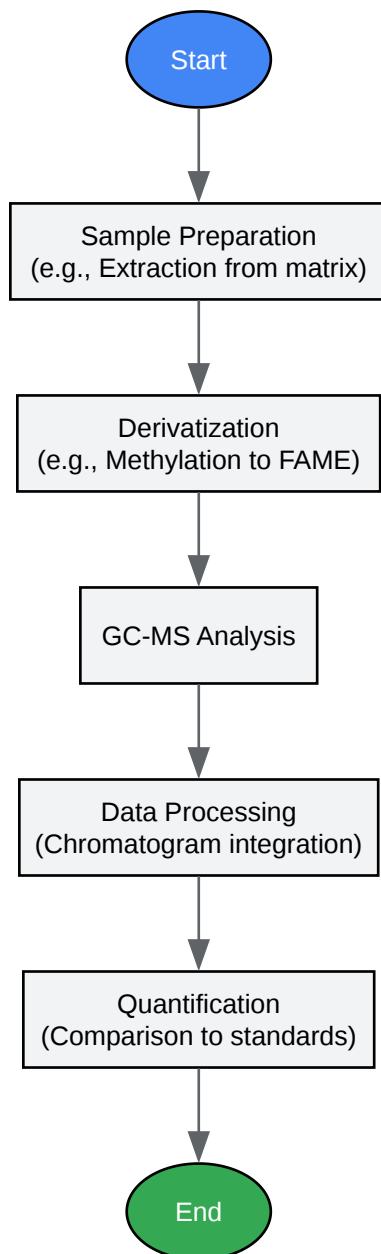 Start
Sample Preparation
(e.g., Extraction from matrix)
Derivatization
(e.g., Methylation to FAME)
GC-MS Analysis
Data Processing
(Chromatogram integration)
Quantification
(Comparison to standards)
End